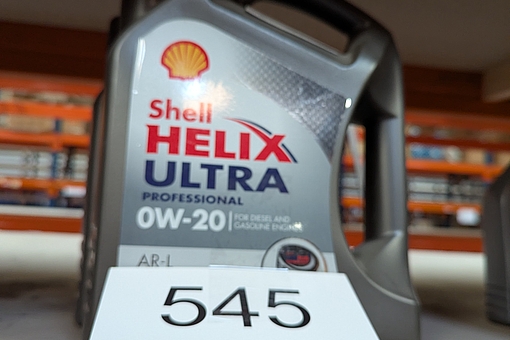 Shell
HELIX
ULTRA
PROFESSIONAL
0W-20
FOR DIESEL AND
GASOLINE ENGINES
AR-L
545